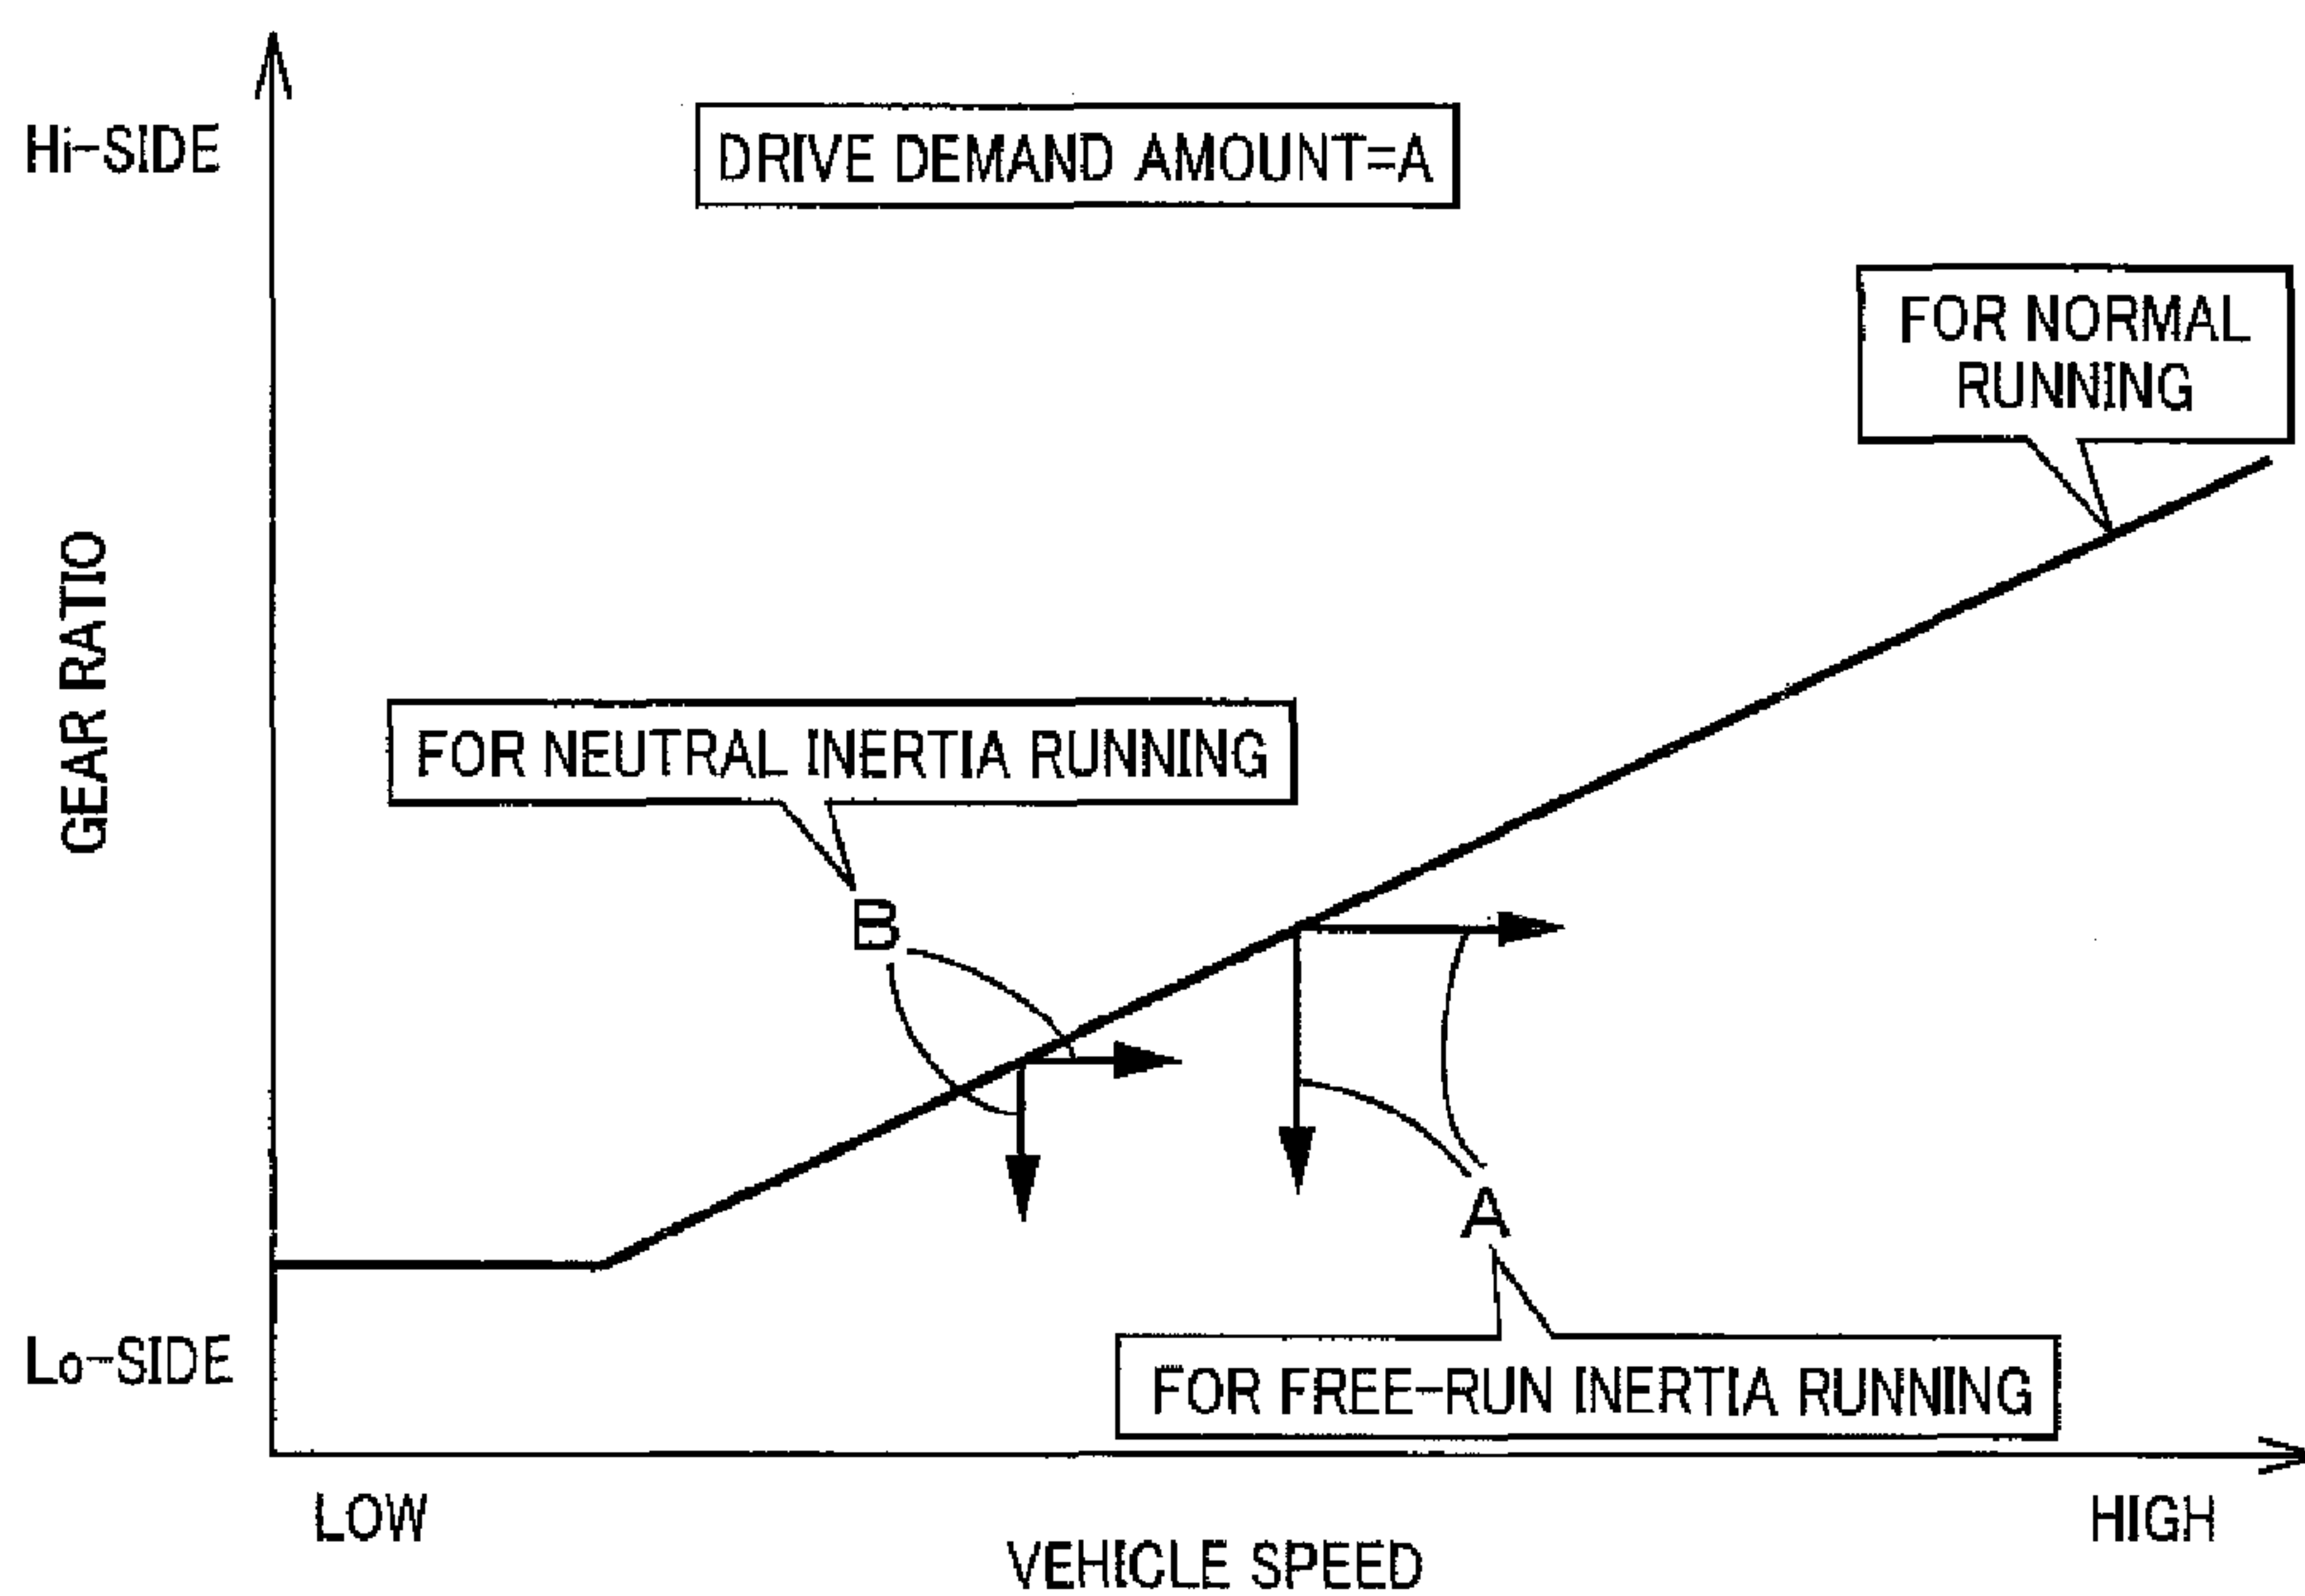 Hi-SIDE
DRIVE DEMAND AMOUNT=A
FOR NORMAL
RUNNING
GEAR RATIO
FOR NEUTRAL INERTIA RUNNING
B
A
Lo-SIDE
FOR FREE-RUN INERTIA RUNNING
LOW
HIGH
VEHICLE SPEED